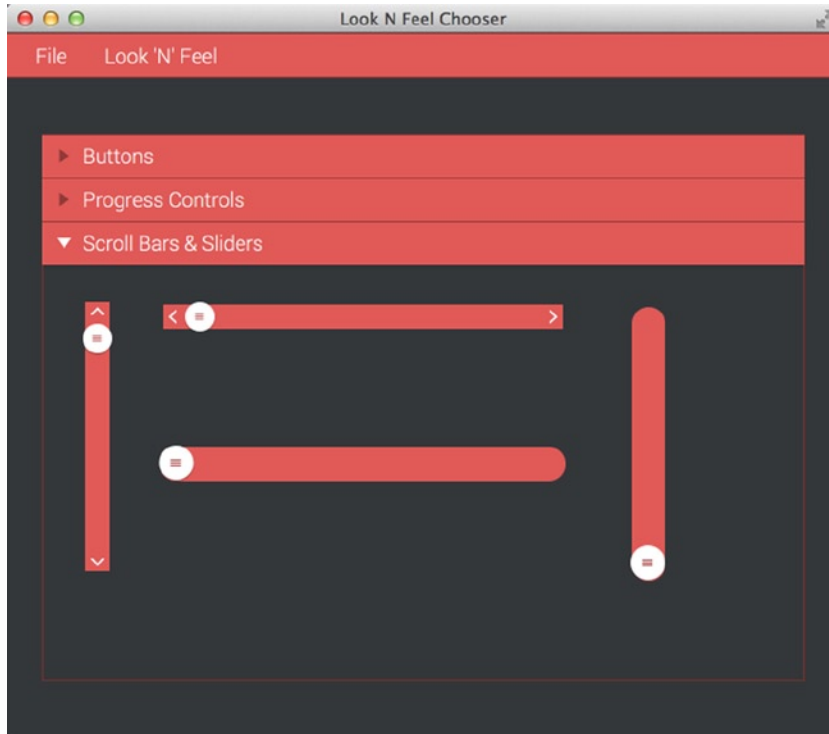 Look N Feel Chooser
File Look 'N' Feel
Buttons
Progress Controls
Scroll Bars & Sliders